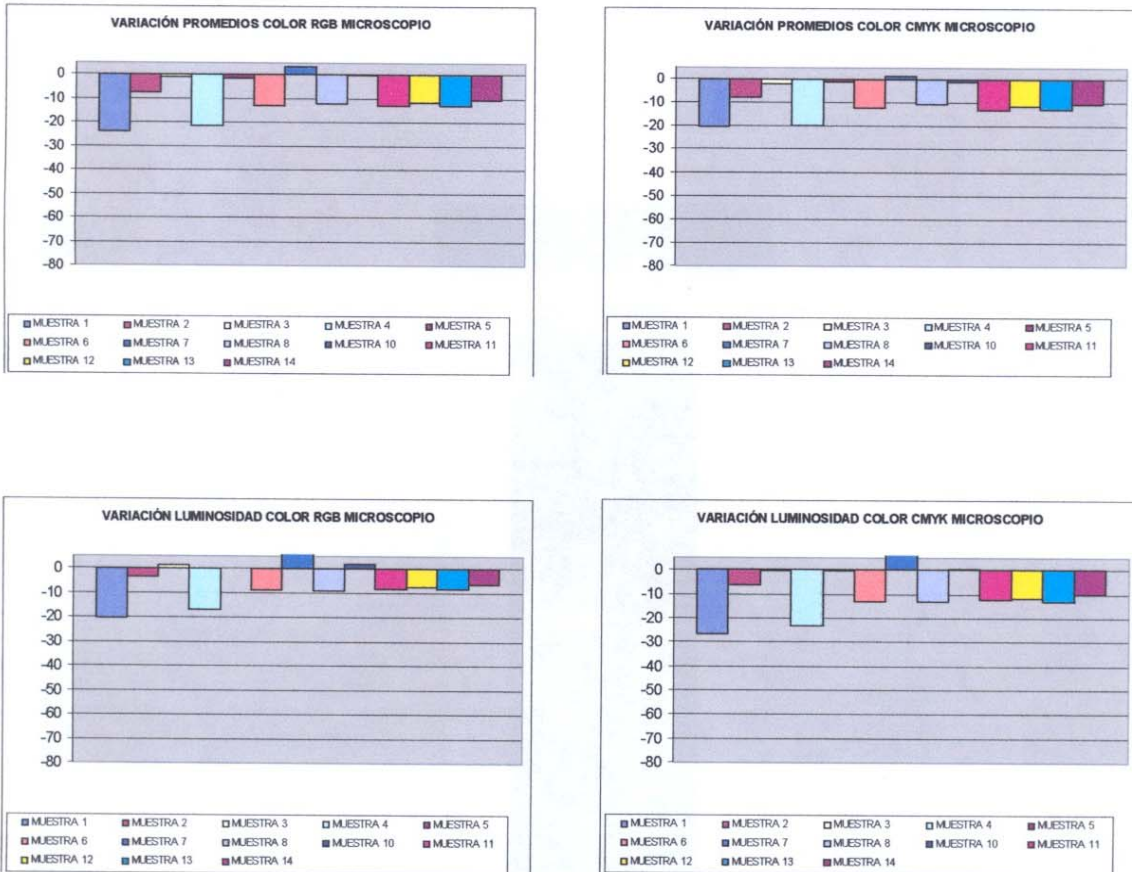 VARIACIÓN PROMEDIOS COLOR RGB MICROSCOPIO
0
-10
-20
-30
-40
-50
-60
-70
-80
MUESTRA 1 MUESTRA 2 MUESTRA 3 MUESTRA 4 MUESTRA 5
MUESTRA 6 MUESTRA 7 MUESTRA 8 MUESTRA 10 MUESTRA 11
MUESTRA 12 MUESTRA 13 MUESTRA 14
VARIACIÓN PROMEDIOS COLOR CMYK MICROSCOPIO
0
-10
-20
-30
-40
-50
-60
-70
-80
MUESTRA 1 MUESTRA 2 MUESTRA 3 MUESTRA 4 MUESTRA 5
MUESTRA 6 MUESTRA 7 MUESTRA 8 MUESTRA 10 MUESTRA 11
MUESTRA 12 MUESTRA 13 MUESTRA 14
VARIACIÓN LUMINOSIDAD COLOR RGB MICROSCOPIO
0
-10
-20
-30
-40
-50
-60
-70
-80
MUESTRA 1 MUESTRA 2 MUESTRA 3 MUESTRA 4 MUESTRA 5
MUESTRA 6 MUESTRA 7 MUESTRA 8 MUESTRA 10 MUESTRA 11
MUESTRA 12 MUESTRA 13 MUESTRA 14
VARIACIÓN LUMINOSIDAD COLOR CMYK MICROSCOPIO
0
-10
-20
-30
-40
-50
-60
-70
-80
MUESTRA 1 MUESTRA 2 MUESTRA 3 MUESTRA 4 MUESTRA 5
MUESTRA 6 MUESTRA 7 MUESTRA 8 MUESTRA 10 MUESTRA 11
MUESTRA 12 MUESTRA 13 MUESTRA 14